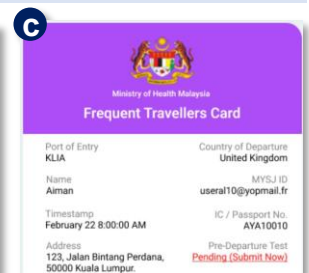 C
Ministry of Health Malaysia
Frequent Travellers Card
Port of Entry Country of Departure
KLIA United Kingdom
Name MYSJ ID
Aiman useral10@yopmail.fr
Timestamp IC / Passport No.
February 22 8:00:00 AM AYA10010
Address Pre-Departure Test
123, Jalan Bintang Perdana, Pending (Submit Now)
50000 Kuala Lumpur.